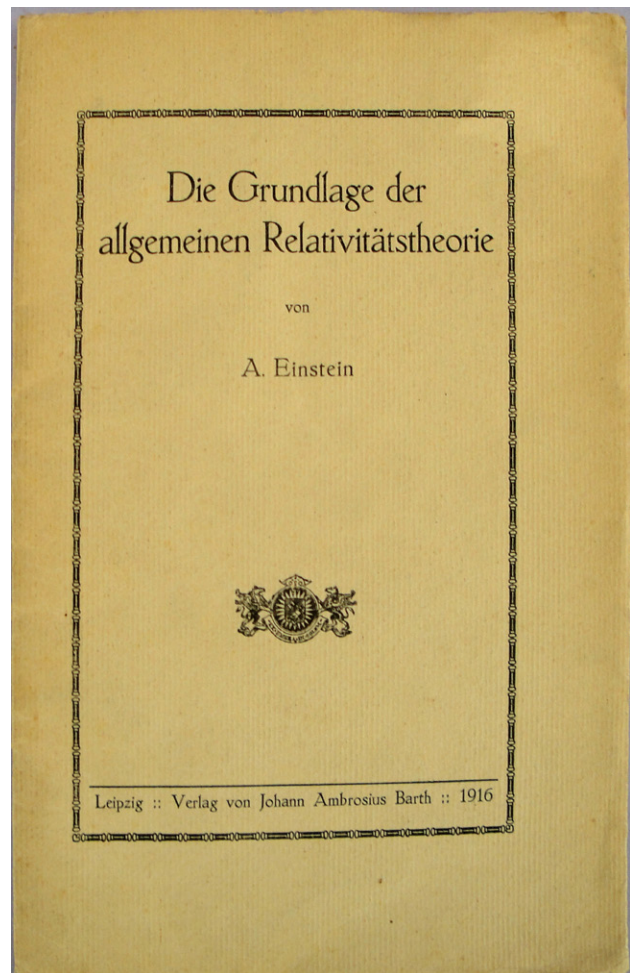 Die Grundlage der
allgemeinen Relativitätstheorie
von
A. Einstein
Leipzig :: Verlag von Johann Ambrosius Barth :: 1916